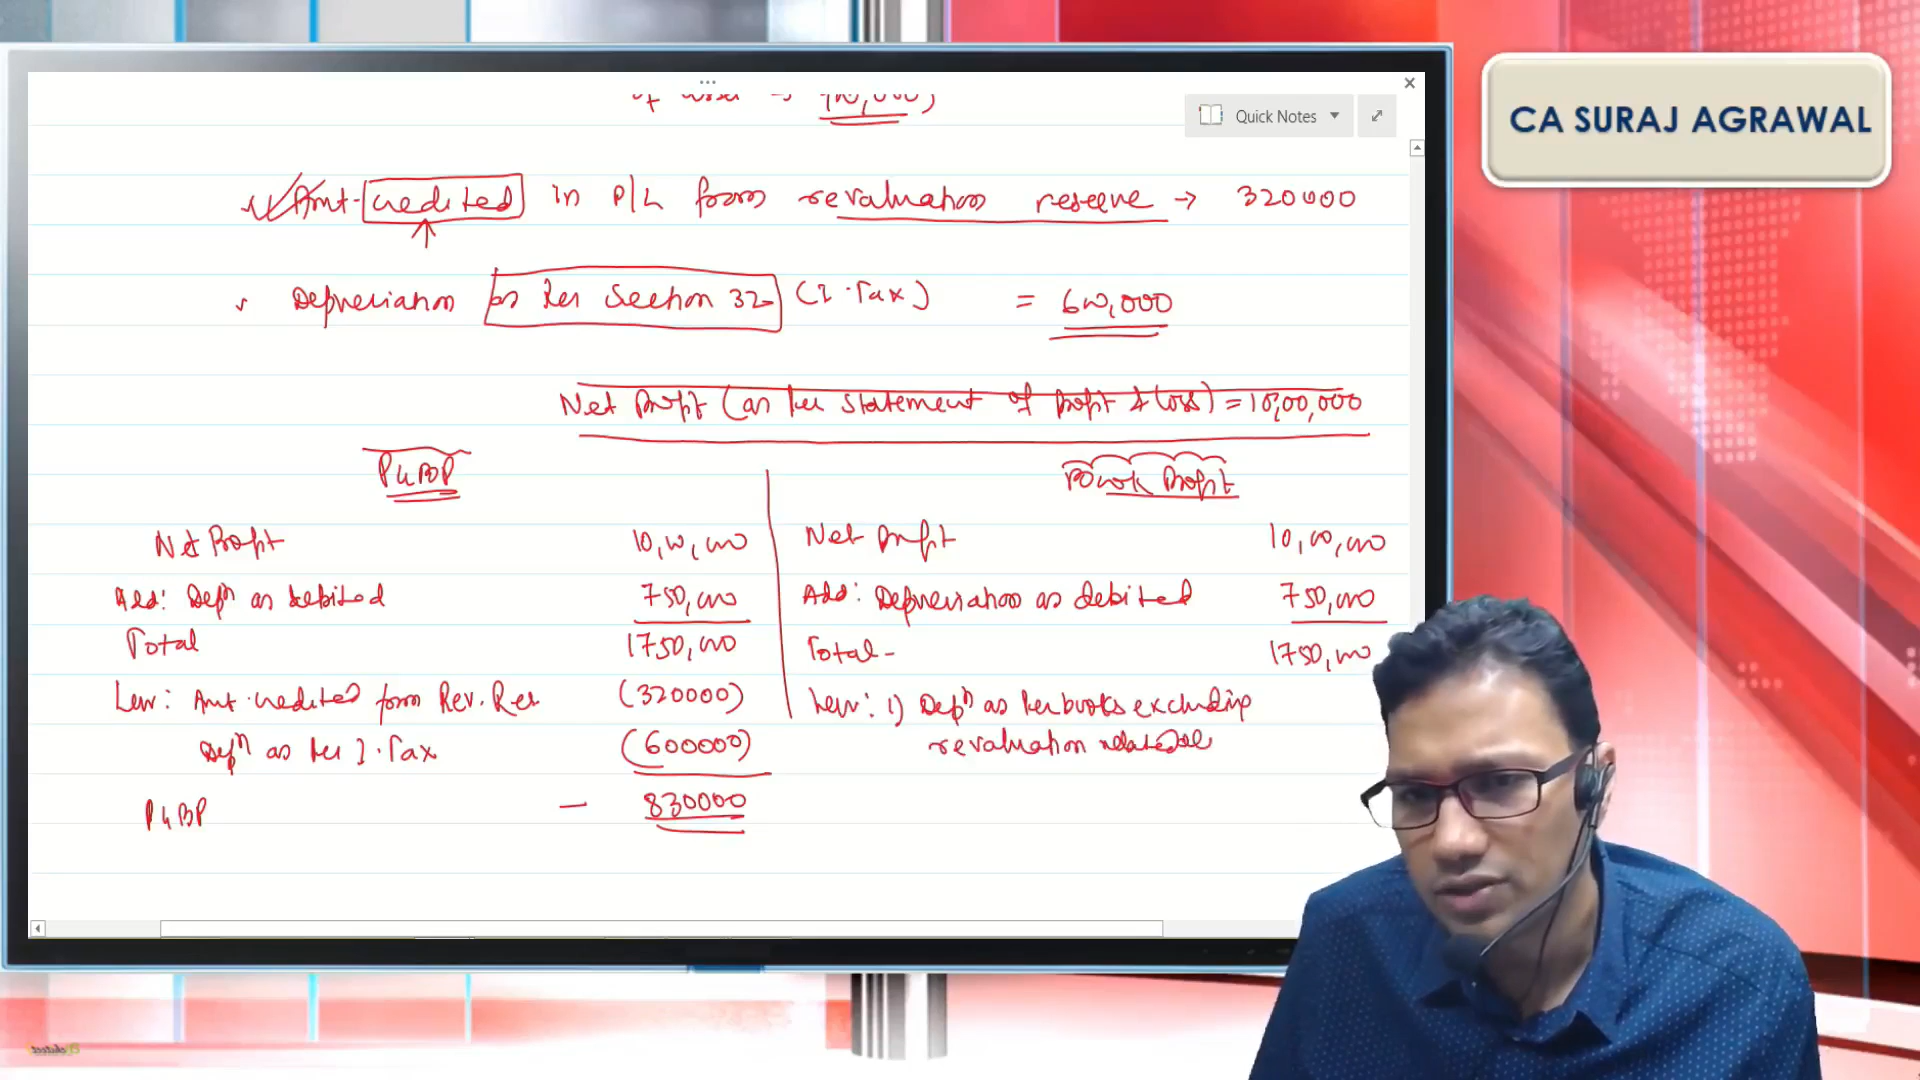 CA SURAJ AGRAWAL
Quick Notes
Amt. credited in P/L from revaluation reserve → 320000
Depreciation as per Section 32 (I. Tax) = 600,000
Net Profit (as per statement of Profit & Loss) = 10,00,000
PGBP
Book Profit
Net Profit 10,00,000
Net profit 10,00,000
Add: Depn as debited 750,000
Add: Depreciation as debited 750,000
Total 1750,000
Total - 1750,000
Less: Amt. credited from Rev. Res (320000)
Less: 1) Depn as per books excluding
Depn as per I. Tax (600000)
revaluation related
PGBP — 830000